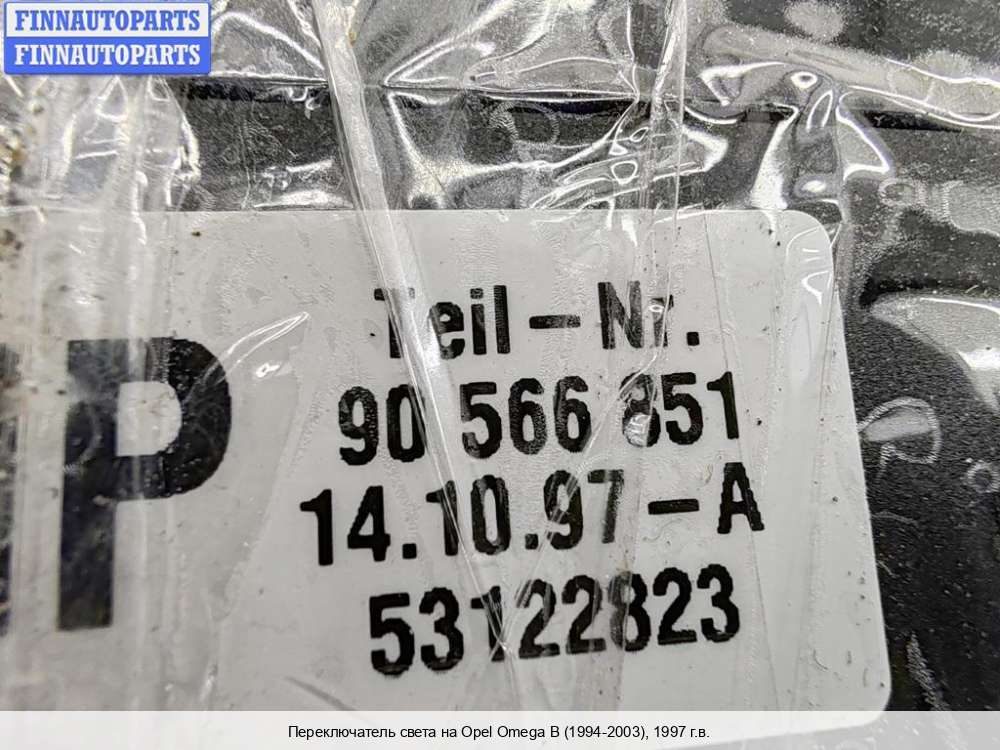 FINNAUTOPARTS
FINNAUTOPARTS
Teil-Nr.
P
90 566 851
14.10.97-A
53122823
Переключатель света на Opel Omega B (1994-2003), 1997 г.в.